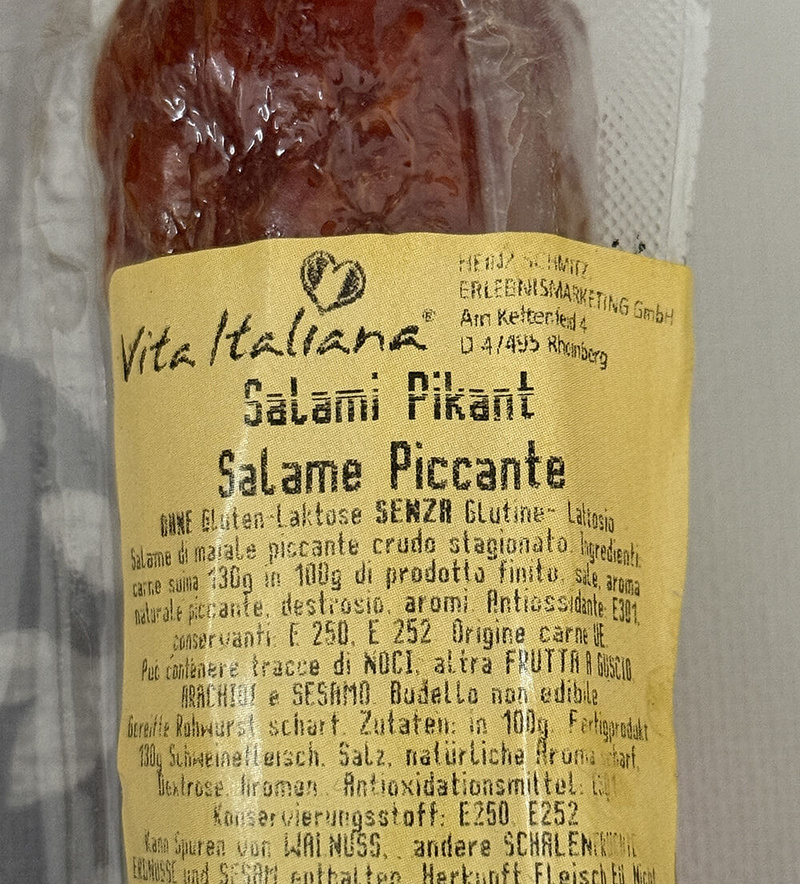 Vita Italiana®
HEINZ SCHMITZ
ERLEBNISMARKETING GmbH
Am Keltenfeld 4
D 47495 Rheinberg
Salami Pikant
Salame Piccante
OHNE Gluten-Laktose SENZA Glutine- Lattosio
Salame di maiale piccante crudo stagionato. Ingredienti:
carne suina 130g in 100g di prodotto finito, sale, aroma
naturale piccante, destrosio, aromi. Antiossidante: E301,
conservanti: E 250, E 252 Origine carne UE.
Può contenere tracce di NOCI, altra FRUTTA A GUSCIO,
ARACHIDI e SESAMO. Budello non edibile
Gereifte Rohwurst scharf. Zutaten: in 100g Fertigprodukt
130g Schweinefleisch. Salz, natürliche Aroma scharf,
Dextrose, Aromen. Antioxidationsmittel:
Konservierungsstoff: E250, E252
Kann Spuren von WALNUSS, andere
ERDNÜSSE und SESAM enthalten. Herkunft Fleisch EU. Nicht